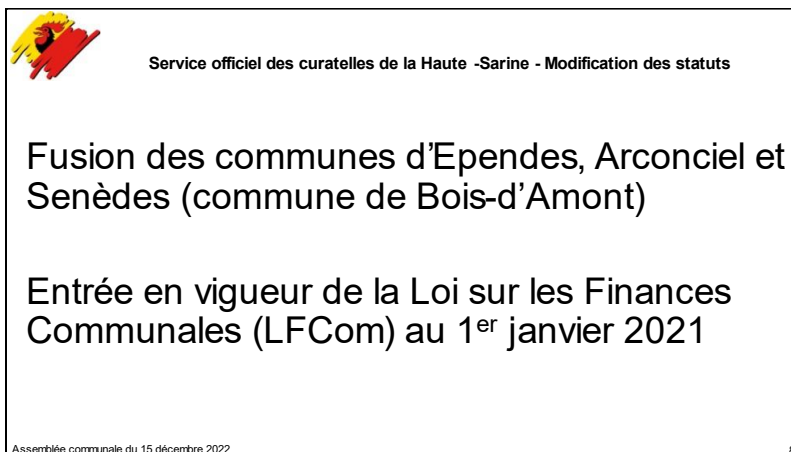 Service officiel des curatelles de la Haute -Sarine - Modification des statuts
Fusion des communes d'Ependes, Arconciel et
Senèdes (commune de Bois-d'Amont)
Entrée en vigueur de la Loi sur les Finances
Communales (LFCom) au 1er janvier 2021
Assemblée communale du 15 décembre 2022